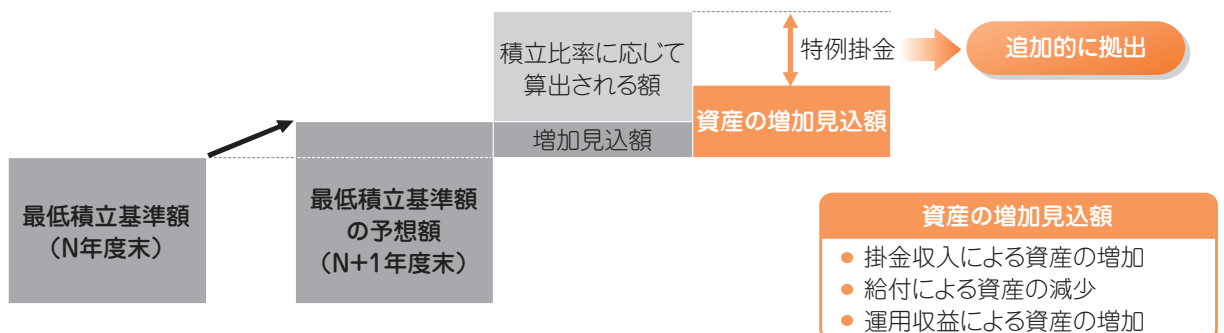 積立比率に応じて
算出される額
特例掛金
追加的に拠出
資産の増加見込額
増加見込額
最低積立基準額
（N年度末）
最低積立基準額
の予想額
（N+1年度末）
資産の増加見込額
● 掛金収入による資産の増加
● 給付による資産の減少
● 運用収益による資産の増加